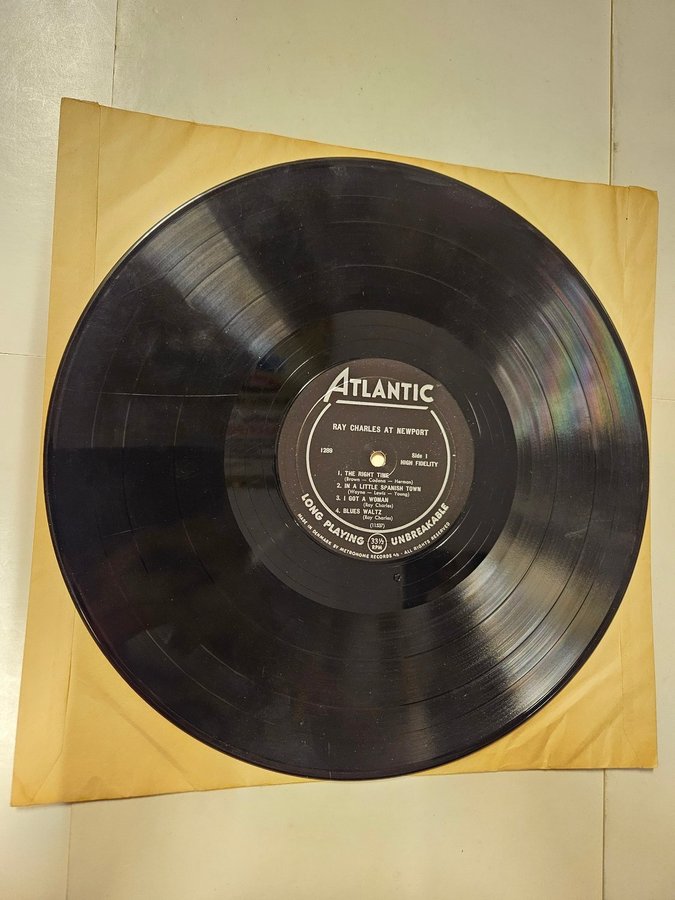 ATLANTIC
RAY CHARLES AT NEWPORT
1289
Side 1
HIGH FIDELITY
1. THE RIGHT TIME
(Brown — Cadena — Herman)
2. IN A LITTLE SPANISH TOWN
(Wayne — Lewis — Young)
3. I GOT A WOMAN
(Ray Charles)
4. BLUES WALTZ
(Ray Charles)
(11537)
LONG PLAYING 33⅓ RPM UNBREAKABLE
MADE IN DENMARK BY METRONOME RECORDS AS - ALL RIGHTS RESERVED